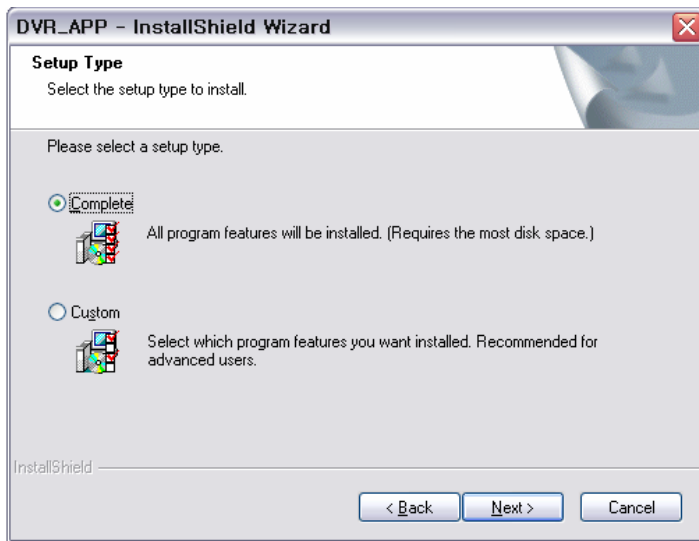 DVR_APP - InstallShield Wizard
Setup Type
Select the setup type to install.
Please select a setup type.
Complete
All program features will be installed. (Requires the most disk space.)
Custom
Select which program features you want installed. Recommended for
advanced users.
InstallShield
< Back
Next >
Cancel